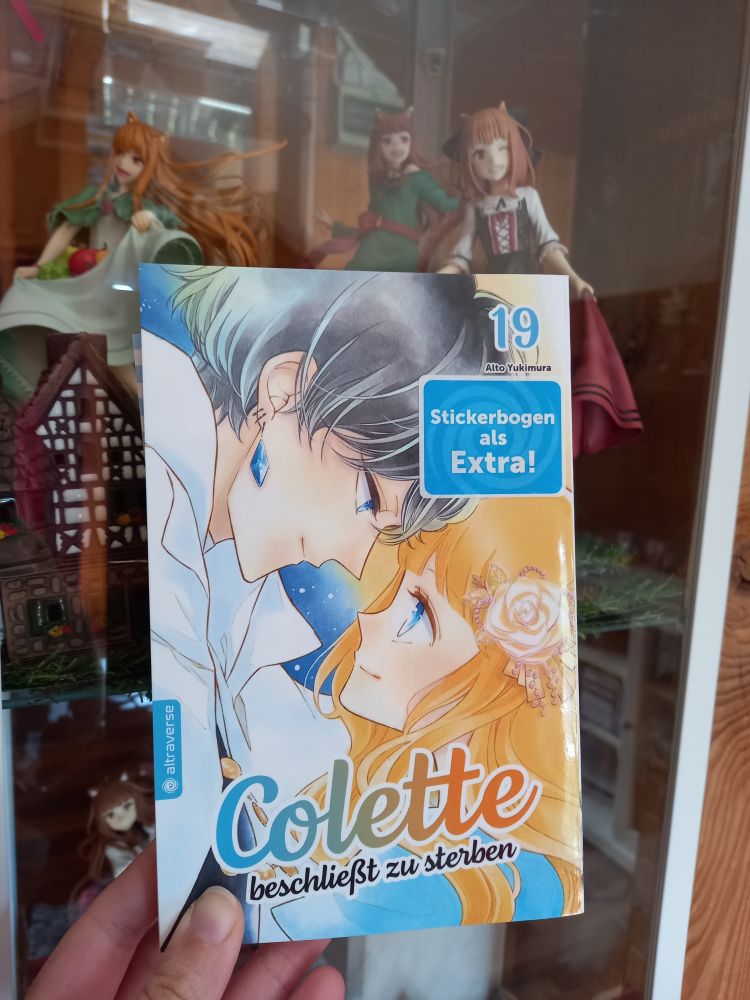 19
Alto Yukimura
Stickerbogen
als
Extra!
altraverse
Colette
beschließt zu sterben